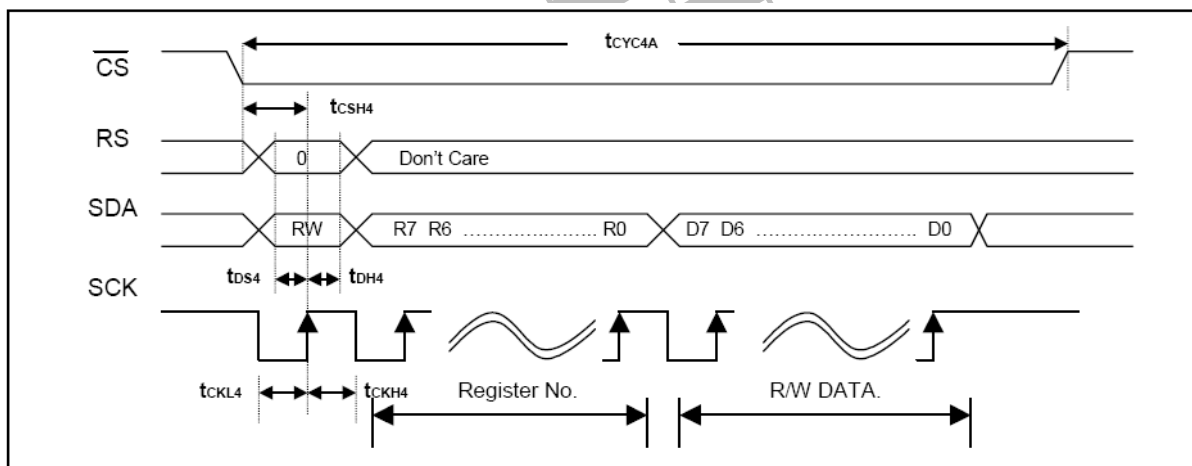 tCYC4A
CS
tCSH4
RS
0
Don't Care
SDA
RW
R7 R6 ........................ R0
D7 D6 ............................ D0
tDS4
tDH4
SCK
tCKL4
tCKH4
Register No.
R/W DATA.